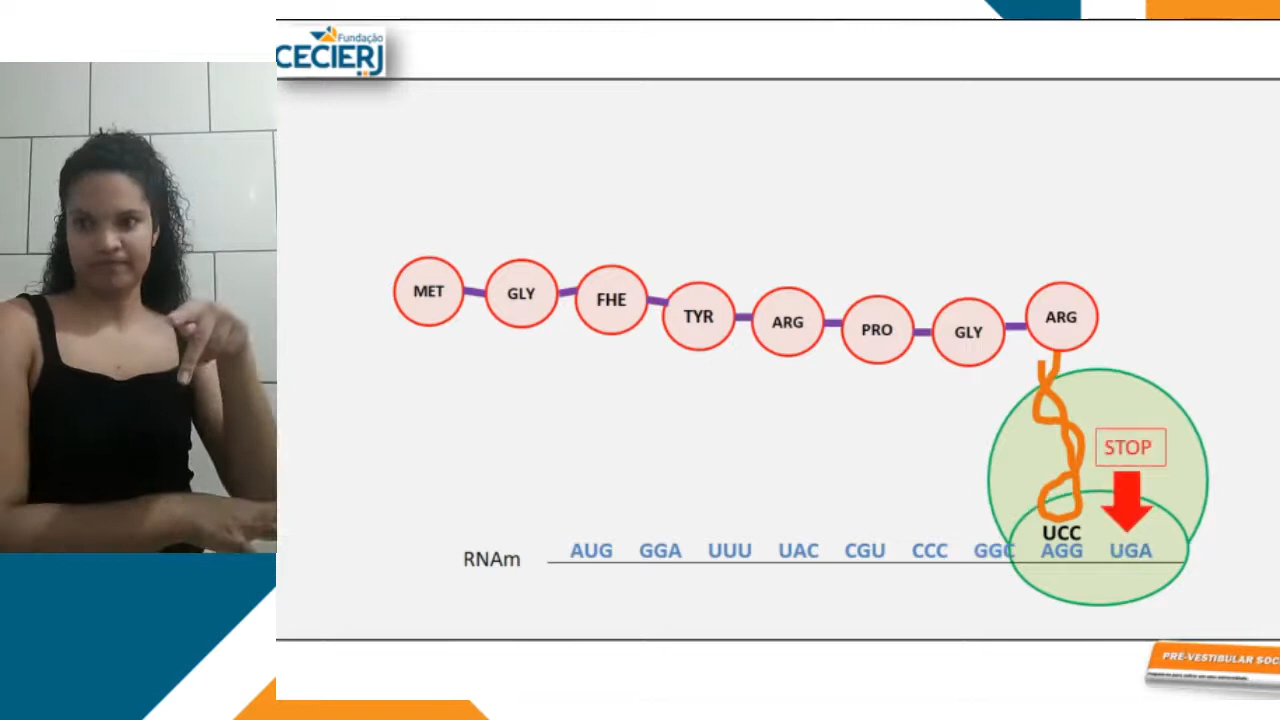 Fundação
CECIERJ
MET GLY FHE TYR ARG PRO GLY ARG
STOP
UCC
RNAm AUG GGA UUU UAC CGU CCC GGC AGG UGA
PRÉ-VESTIBULAR SOC